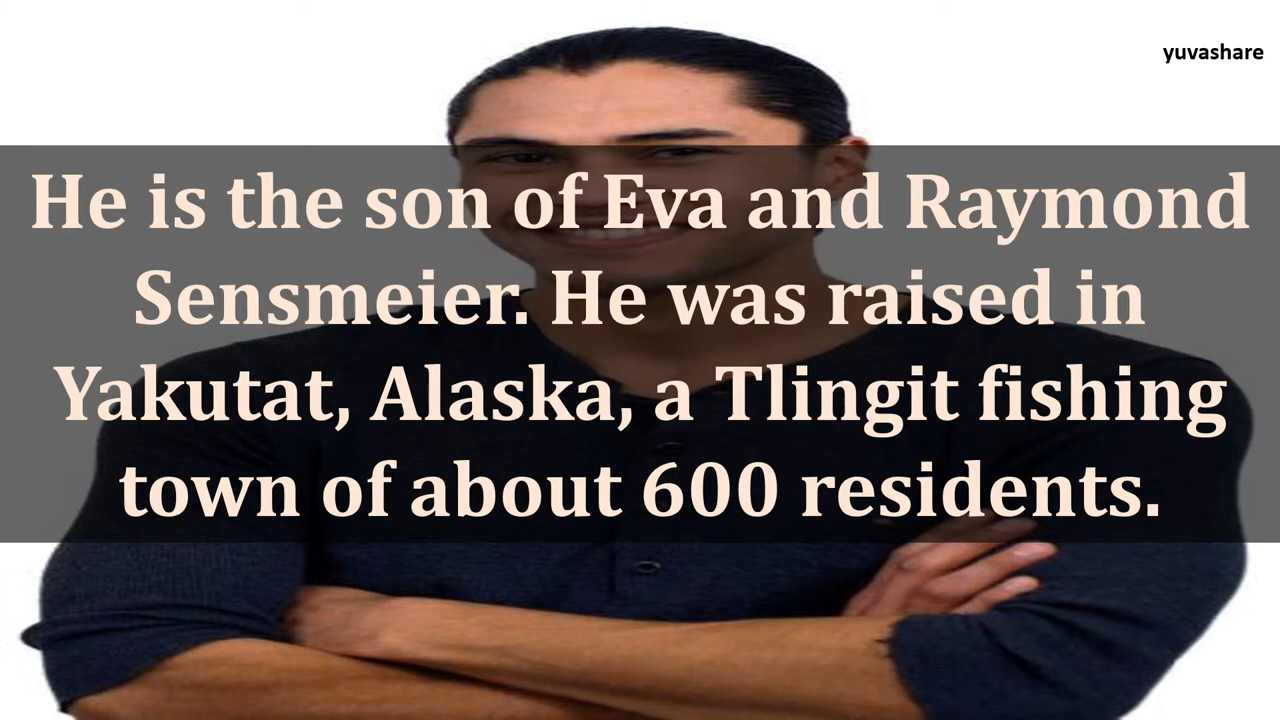 yuvashare
He is the son of Eva and Raymond
Sensmeier. He was raised in
Yakutat, Alaska, a Tlingit fishing
town of about 600 residents.